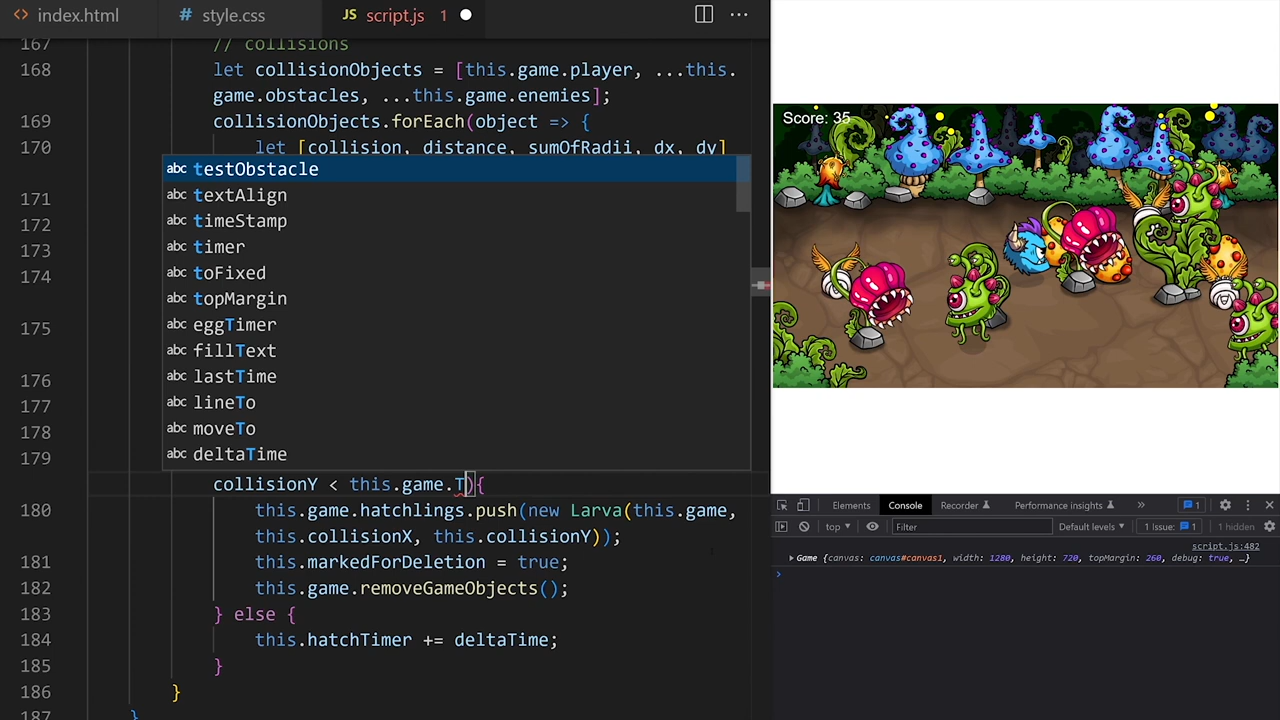 index.html
# style.css
JS script.js 1
167 // collisions
168 let collisionObjects = [this.game.player, ...this.
game.obstacles, ...this.game.enemies];
169 collisionObjects.forEach(object => {
170 let [collision, distance, sumOfRadii, dx, dy]
171
172
173
174
175
176
177
178
179
abc testObstacle
abc textAlign
abc timeStamp
abc timer
abc toFixed
abc topMargin
abc eggTimer
abc fillText
abc lastTime
abc lineTo
abc moveTo
abc deltaTime
collisionY < this.game.T){
180 this.game.hatchlings.push(new Larva(this.game,
this.collisionX, this.collisionY));
181 this.markedForDeletion = true;
182 this.game.removeGameObjects();
183 } else {
184 this.hatchTimer += deltaTime;
185 }
186 }
187 }
Score: 35
Elements Console Recorder Performance insights » 1
top ▾ Filter Default levels ▾ 1 Issue: 1 1 hidden
script.js:482
Game {canvas: canvas#canvas1, width: 1280, height: 720, topMargin: 260, debug: true, …}